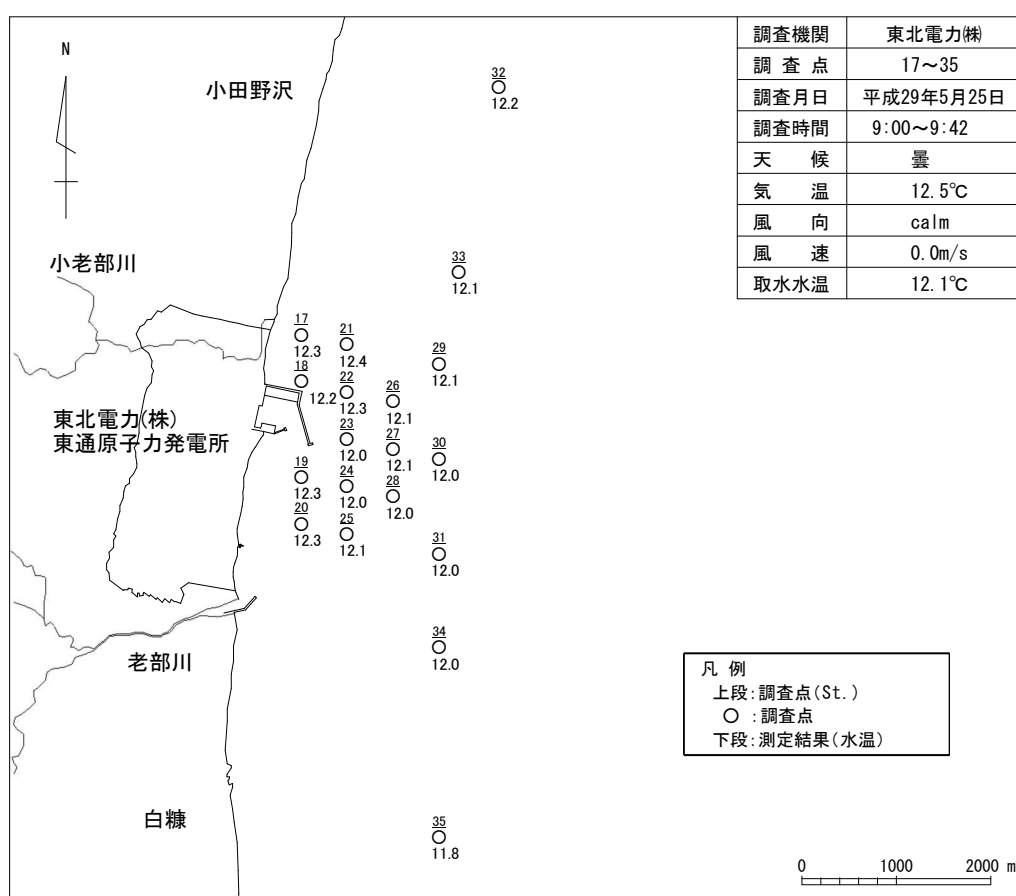 調査機関 東北電力㈱
調査点 17～35
調査月日 平成29年5月25日
調査時間 9:00～9:42
天候 曇
気温 12.5℃
風向 calm
風速 0.0m/s
取水水温 12.1℃
N
小田野沢
32
12.2
小老部川
33
12.1
17
12.3
21
12.4
29
12.1
18
12.2
22
12.3
26
12.1
東北電力(株)
東通原子力発電所
23
12.0
27
12.1
30
12.0
19
12.3
24
12.0
28
12.0
20
12.3
25
12.1
31
12.0
34
12.0
老部川
凡 例
上段:調査点(St.)
○ :調査点
下段:測定結果(水温)
白糠
35
11.8
0 1000 2000 m